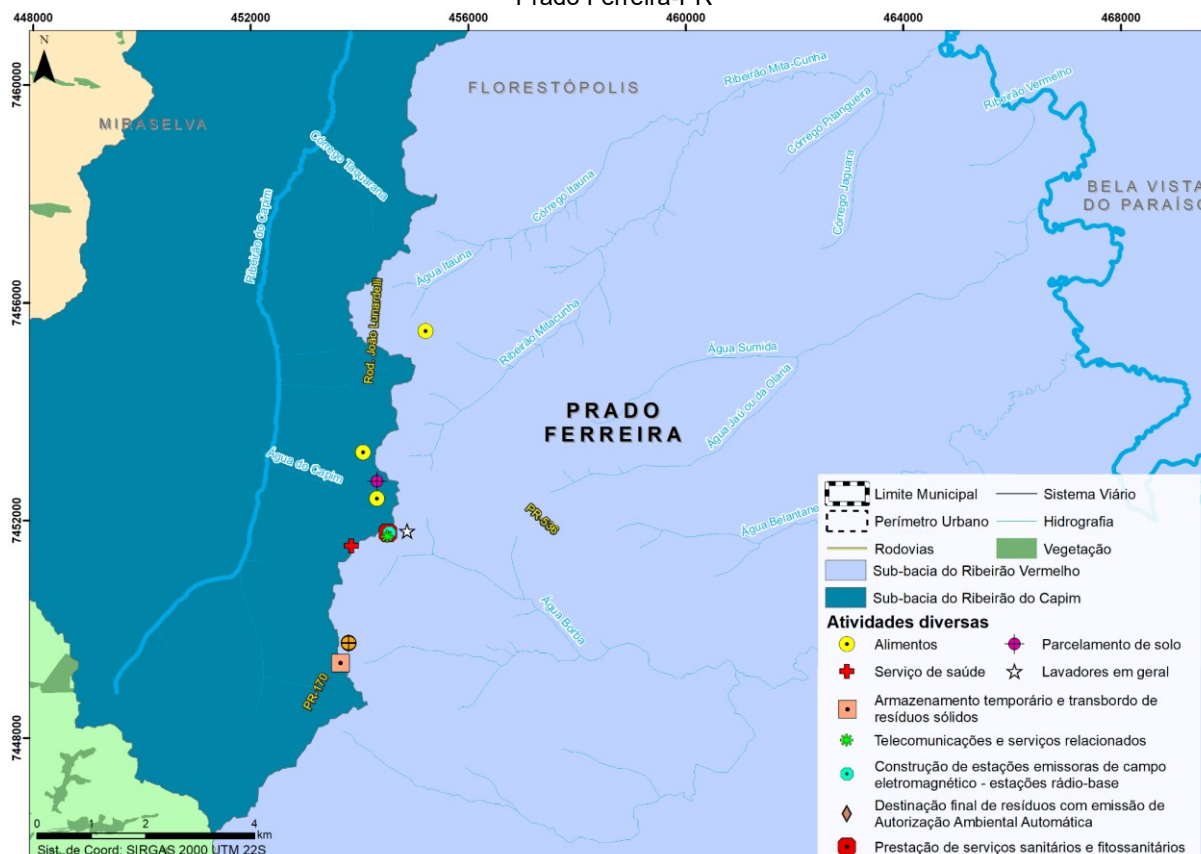 Prado Ferreira-PR
448000
452000
456000
460000
464000
468000
N
7460000
7456000
7452000
7448000
FLORESTÓPOLIS
MIRASELVA
BELA VISTA
DO PARAÍSO
Ribeirão Mita-Cunha
Ribeirão Vermelho
Córrego Pitangueira
Córrego Jaguara
Córrego Taquarana
Ribeirão do Capim
Córrego Itauna
Água Itauna
Rod. João Lunardelli
Ribeirão Mitacunha
Água Sumida
PRADO
FERREIRA
Água Jaú ou da Olaria
Água do Capim
PR-536
Água Belantane
Água Borba
PR-170
Limite Municipal
Sistema Viário
Perímetro Urbano
Hidrografia
Rodovias
Vegetação
Sub-bacia do Ribeirão Vermelho
Sub-bacia do Ribeirão do Capim
Atividades diversas
Alimentos
Parcelamento de solo
Serviço de saúde
Lavadores em geral
Armazenamento temporário e transbordo de
resíduos sólidos
Telecomunicações e serviços relacionados
Construção de estações emissoras de campo
eletromagnético - estações rádio-base
Destinação final de resíduos com emissão de
Autorização Ambiental Automática
Prestação de serviços sanitários e fitossanitários
0 1 2 4
km
Sist. de Coord: SIRGAS 2000 UTM 22S